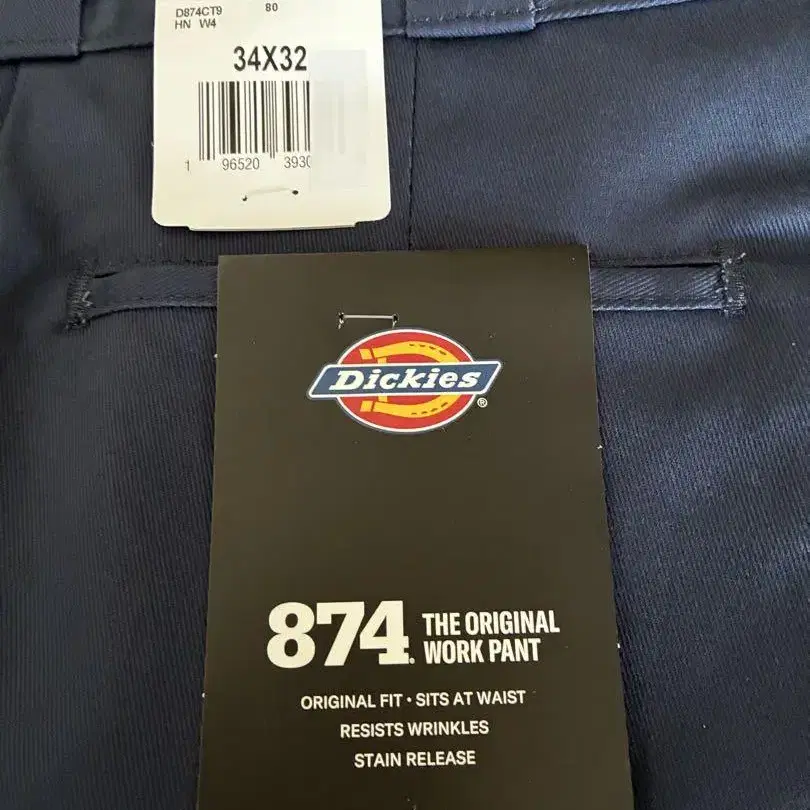 D874CT9 80
HN W4
34X32
1 96520 3930
Dickies®
874® THE ORIGINAL
WORK PANT
ORIGINAL FIT • SITS AT WAIST
RESISTS WRINKLES
STAIN RELEASE